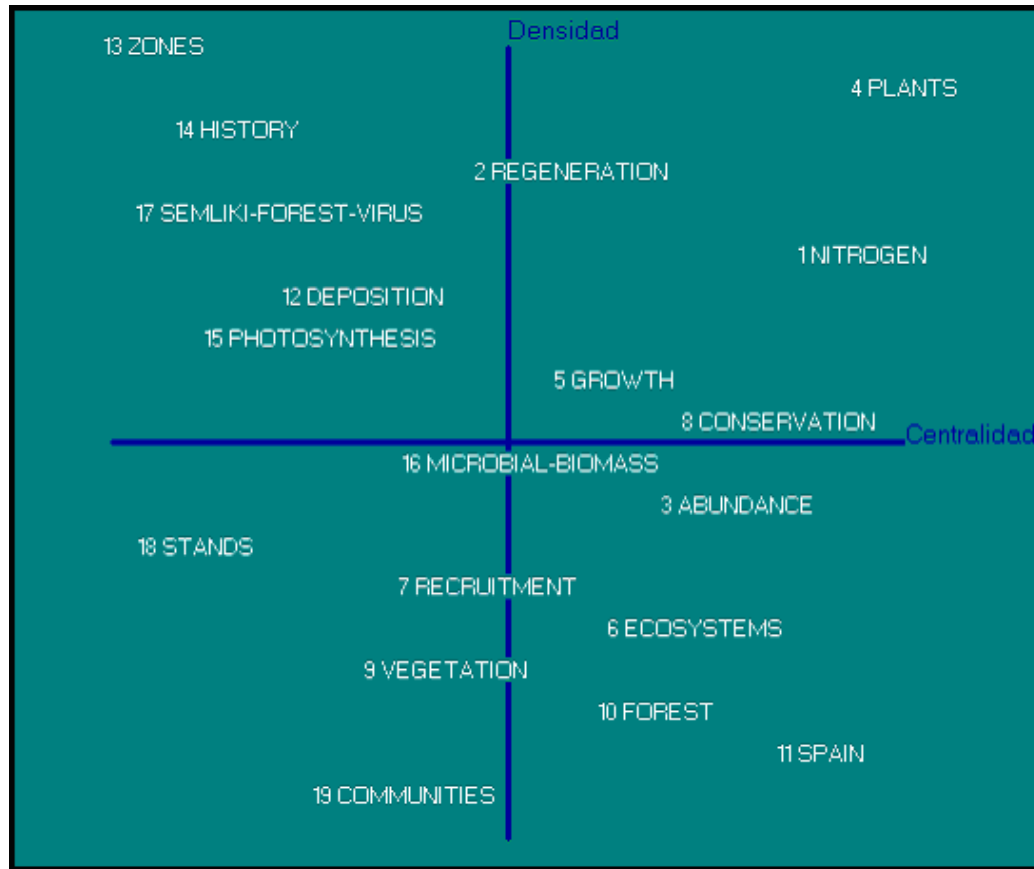 Densidad
13 ZONES
4 PLANTS
14 HISTORY
2 REGENERATION
17 SEMLIKI-FOREST-VIRUS
1 NITROGEN
12 DEPOSITION
15 PHOTOSYNTHESIS
5 GROWTH
8 CONSERVATION
Centralidad
16 MICROBIAL-BIOMASS
3 ABUNDANCE
18 STANDS
7 RECRUITMENT
6 ECOSYSTEMS
9 VEGETATION
10 FOREST
11 SPAIN
19 COMMUNITIES